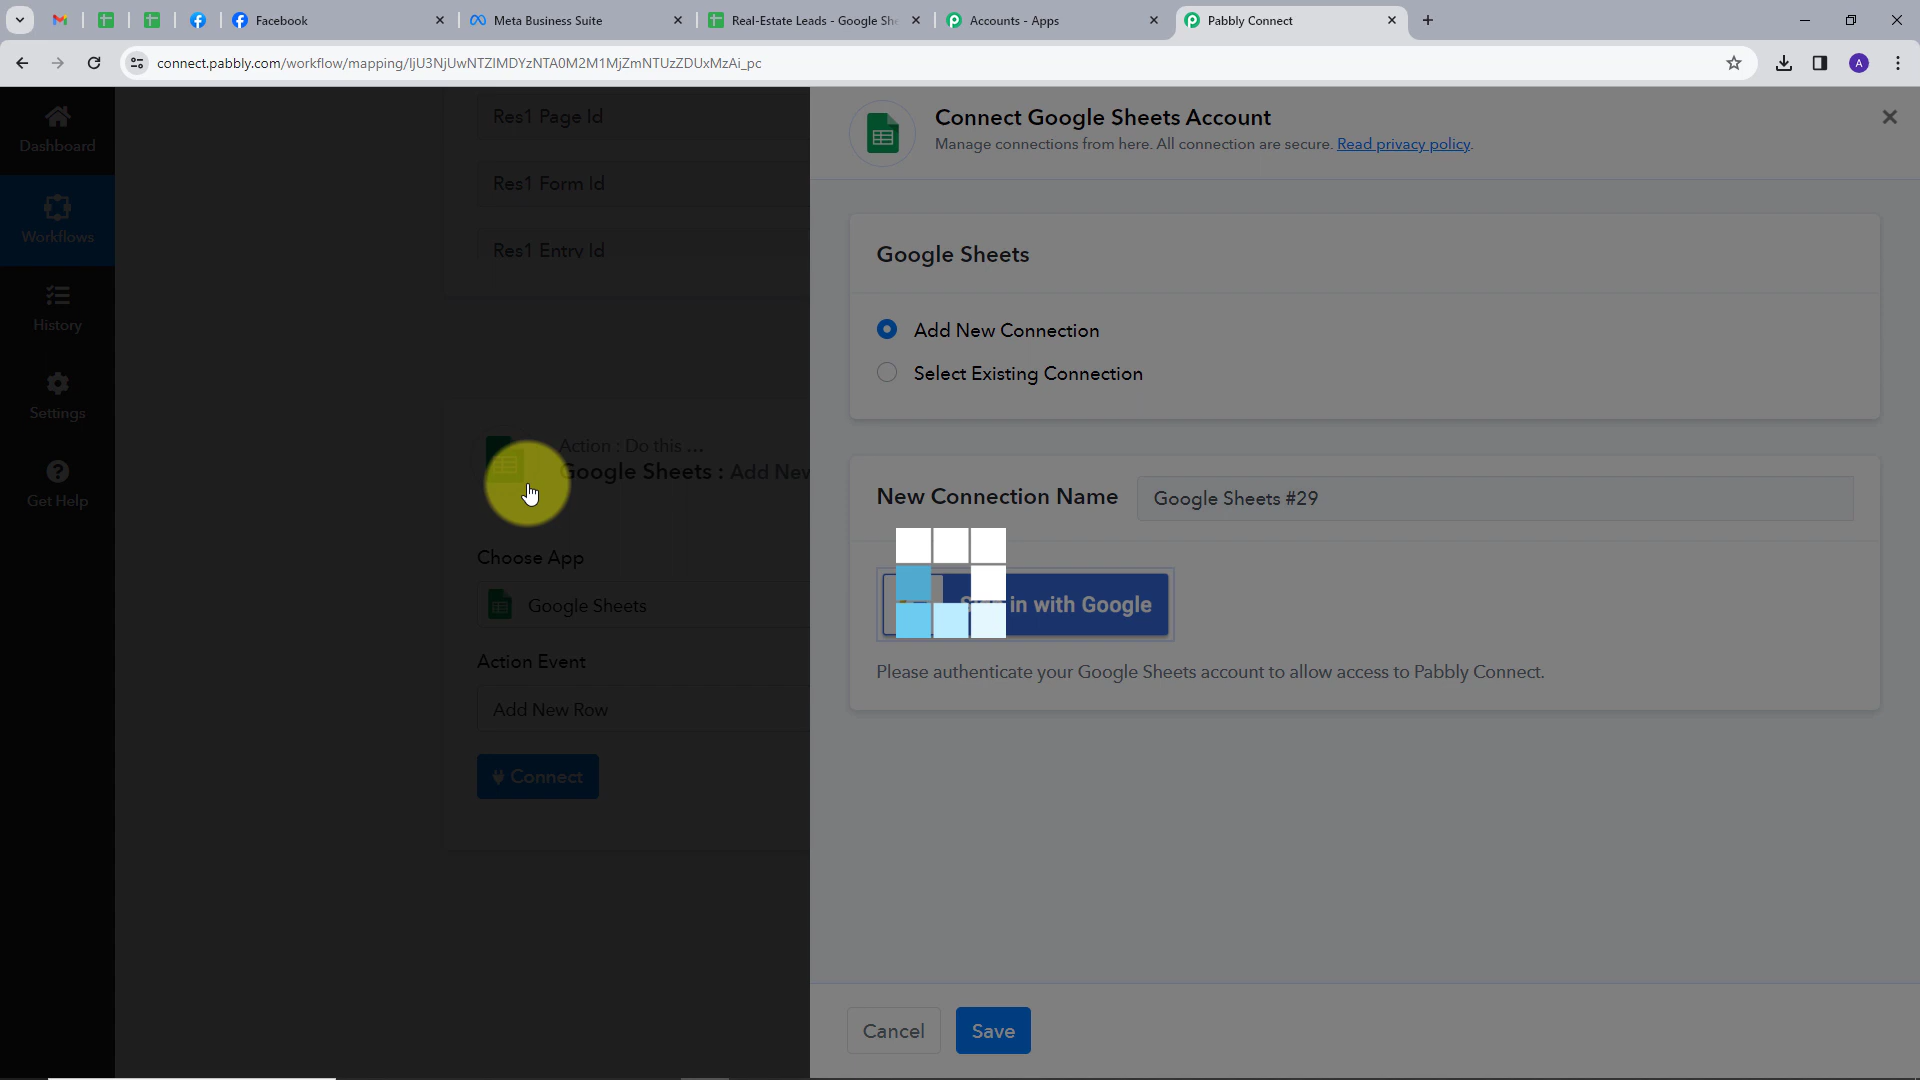 Facebook
Meta Business Suite
Real-Estate Leads - Google She
Accounts - Apps
Pabbly Connect
connect.pabbly.com/workflow/mapping/IjU3NjUwNTZlMDYzNTA0M2M1MjZmNTUzZDUxMzAi_pc
A
Dashboard
Workflows
History
Settings
Get Help
Res1 Page Id
Res1 Form Id
Res1 Entry Id
Action : Do this ...
Google Sheets : Add New
Choose App
Google Sheets
Action Event
Add New Row
Connect
Connect Google Sheets Account
Manage connections from here. All connection are secure. Read privacy policy.
Google Sheets
Add New Connection
Select Existing Connection
New Connection Name
Google Sheets #29
in with Google
Please authenticate your Google Sheets account to allow access to Pabbly Connect.
Cancel
Save